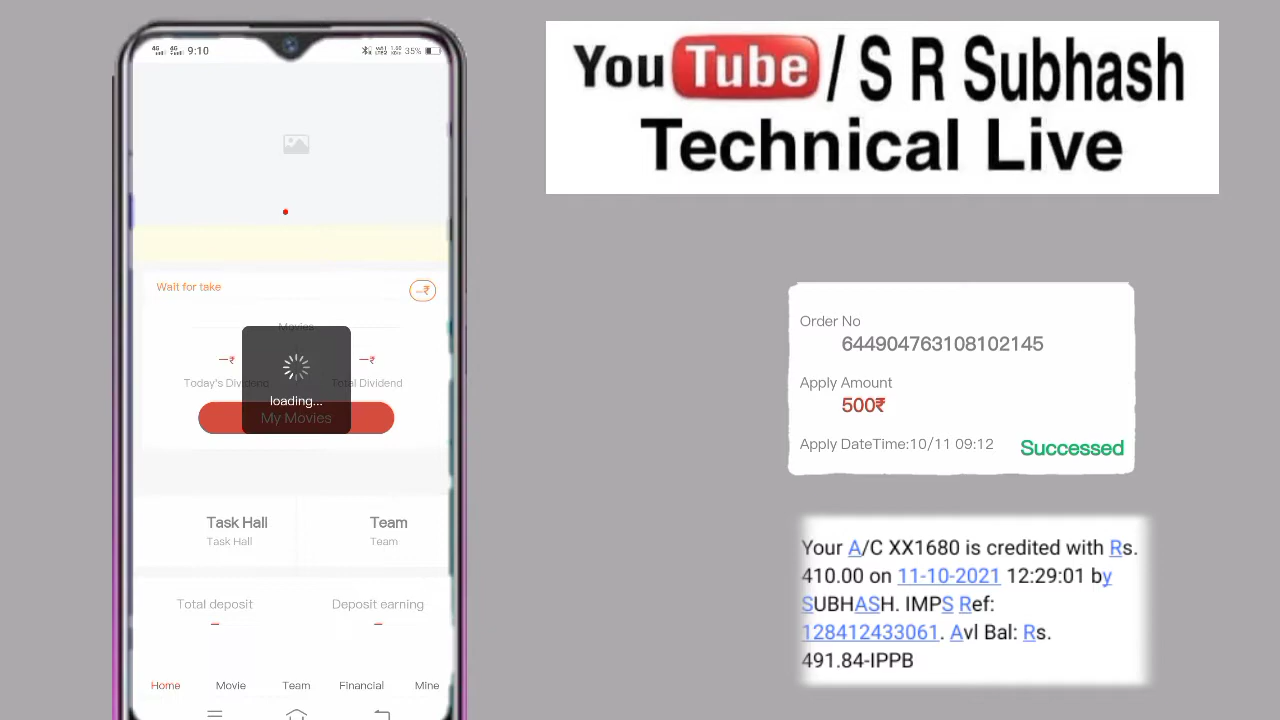 9:10
35%
YouTube / S R Subhash
Technical Live
Wait for take
–₹
Movies
–₹
–₹
Today's Dividend
Total Dividend
loading...
My Movies
Task Hall
Team
Task Hall
Team
Total deposit
Deposit earning
–
–
Home
Movie
Team
Financial
Mine
Order No
644904763108102145
Apply Amount
500₹
Apply DateTime:10/11 09:12
Successed
Your A/C XX1680 is credited with Rs.
410.00 on 11-10-2021 12:29:01 by
SUBHASH. IMPS Ref:
128412433061. Avl Bal: Rs.
491.84-IPPB